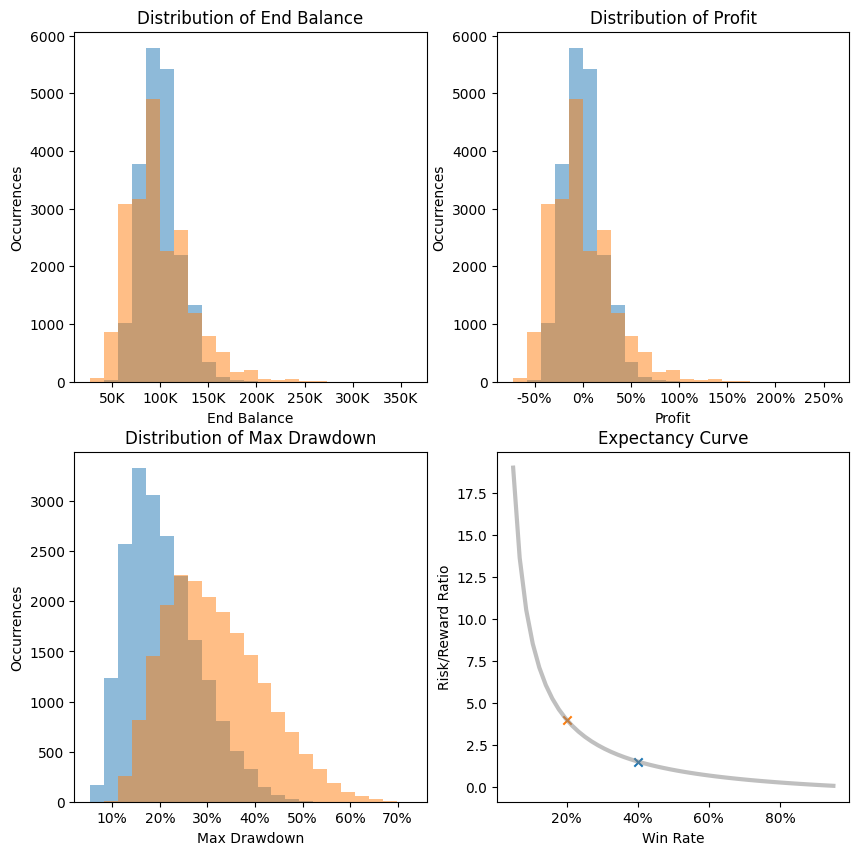 Distribution of End Balance
Occurrences
6000
5000
4000
3000
2000
1000
0
50K 100K 150K 200K 250K 300K 350K
End Balance
Distribution of Profit
Occurrences
6000
5000
4000
3000
2000
1000
0
-50% 0% 50% 100% 150% 200% 250%
Profit
Distribution of Max Drawdown
Occurrences
3000
2500
2000
1500
1000
500
0
10% 20% 30% 40% 50% 60% 70%
Max Drawdown
Expectancy Curve
Risk/Reward Ratio
17.5
15.0
12.5
10.0
7.5
5.0
2.5
0.0
20% 40% 60% 80%
Win Rate